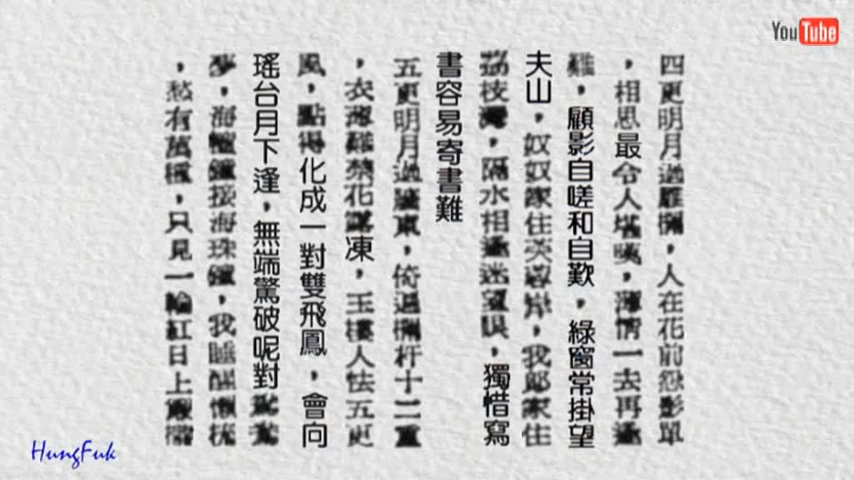 四更明月過雕欄，人在花前怨影單
，相思最令人堪嘆，薄情一去再逢
難，顧影自嗟和自歎，綠窗常掛望
夫山，奴奴家住芙蓉岸，我郎家住
荔枝灣，隔水相逢迷望眼，獨惜寫
書容易寄書難
五更明月過牆東，倚遍欄杆十二重
，衣薄難禁花露凍，玉樓人怯五更
風，點得化成一對雙飛鳳，會向
瑤台月下逢，無端驚破呢對鴛鴦
夢，海幢鐘接海珠鐘，我睡醒懶梳
，愁有萬種，只見一輪紅日上簾
YouTube
HungFuk